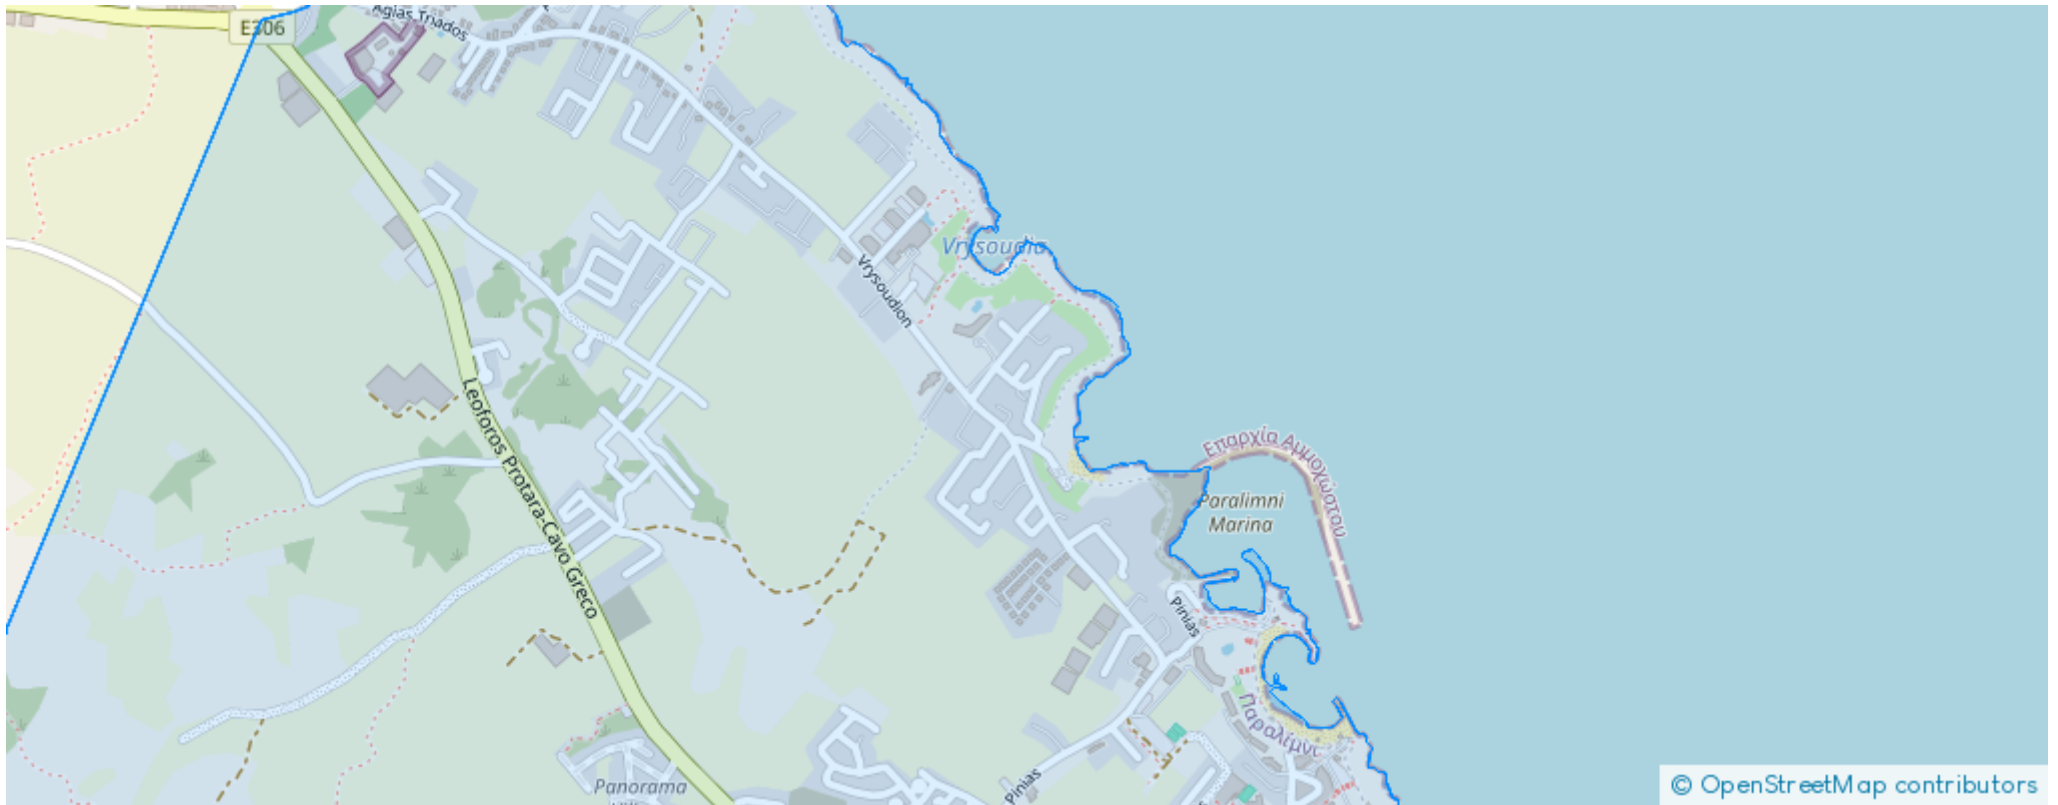 E306
Agias Triados
Vrysoudia
Vrysoudion
Leoforos Protara-Cavo Greco
Επαρχία Αμμοχώστου
Paralimni
Marina
Pinias
Παραλίμνι
Pinias
Panorama
© OpenStreetMap contributors